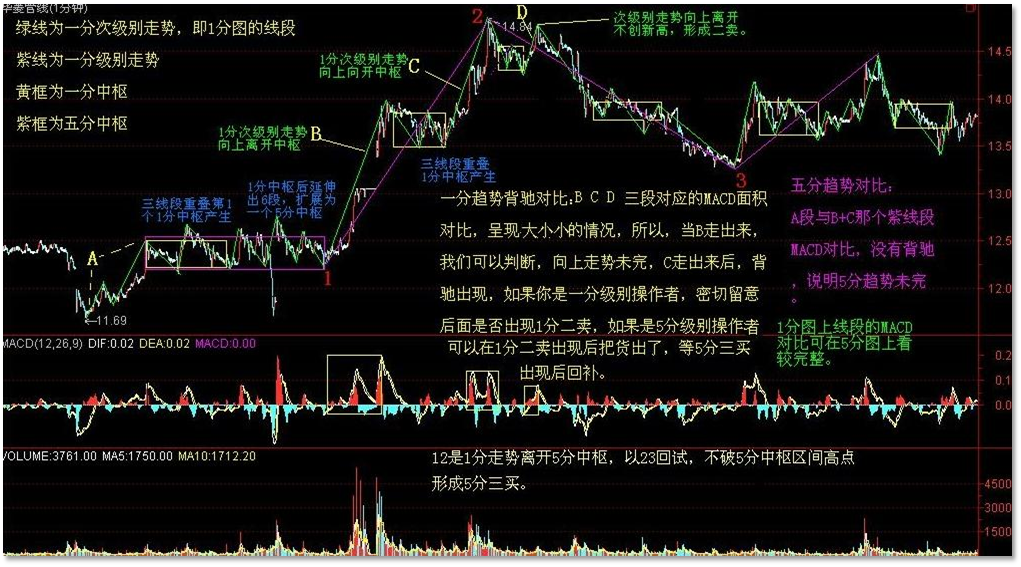 华菱管线(1分钟)
绿线为一分次级别走势，即1分图的线段
紫线为一分级别走势
黄框为一分中枢
紫框为五分中枢
2
D
14.84
次级别走势向上离开
不创新高，形成二卖。
1分次级别走势
向上向开中枢
C
1分次级别走势
向上离开中枢
B
三线段重叠
1分中枢产生
三线段重叠第1
个1分中枢产生
1分中枢后延伸
出6段，扩展为
一个5分中枢
A
11.69
1
3
一分趋势背驰对比:B C D 三段对应的MACD面积
对比，呈现大小小的情况，所以，当B走出来，
我们可以判断，向上走势未完，C走出来后，背
驰出现，如果你是一分级别操作者，密切留意
后面是否出现1分二卖，如果是5分级别操作者
可以在1分二卖出现后把货出了，等5分三买
出现后回补。
五分趋势对比：
A段与B+C那个紫线段
MACD对比，没有背驰
，说明5分趋势未完
。
1分图上线段的MACD
对比可在5分图上看
较完整。
14.5
14.0
13.5
13.0
12.5
12.0
MACD(12,26,9) DIF:0.02 DEA:0.02 MACD:0.00
0.2
0.1
0.0
VOLUME:3761.00 MA5:1750.00 MA10:1712.20
12是1分走势离开5分中枢，以23回试，不破5分中枢区间高点
形成5分三买。
4500
3000
1500